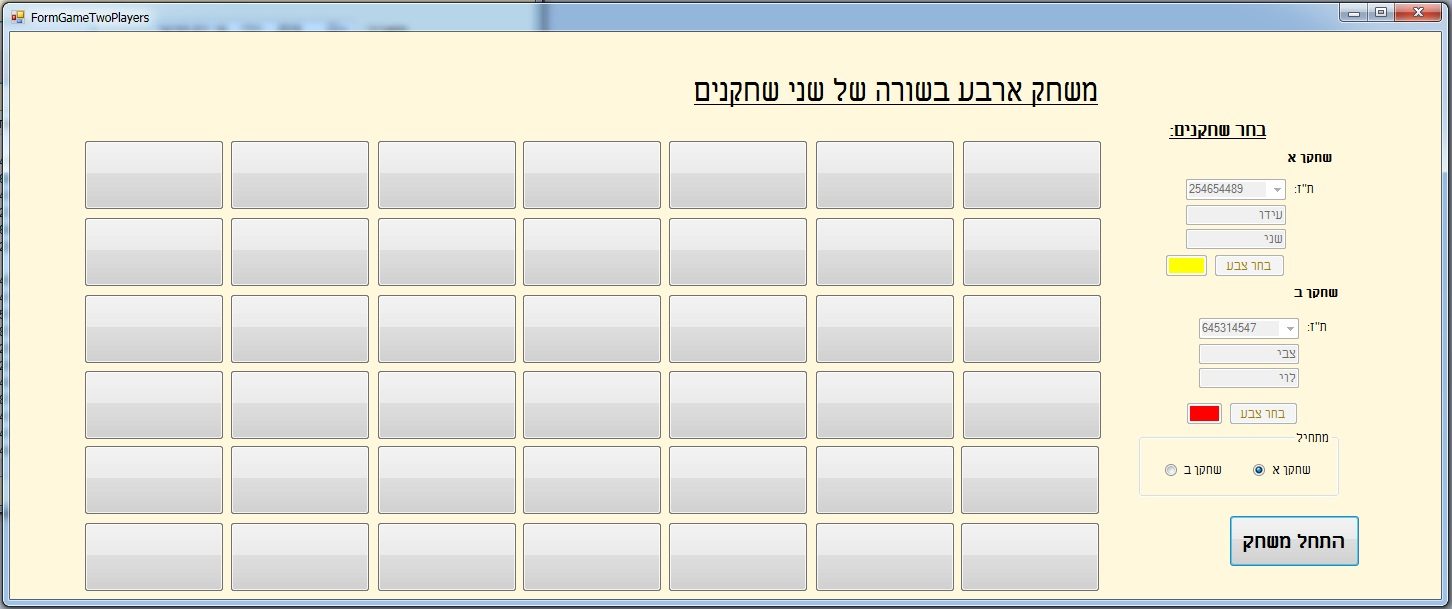 FormGameTwoPlayers
משחק ארבע בשורה של שני שחקנים
בחר שחקנים:
שחקן א
ת"ז:
254654489
עידו
שני
בחר צבע
שחקן ב
ת"ז:
645314547
צבי
לוי
בחר צבע
מתחיל
שחקן א
שחקן ב
התחל משחק